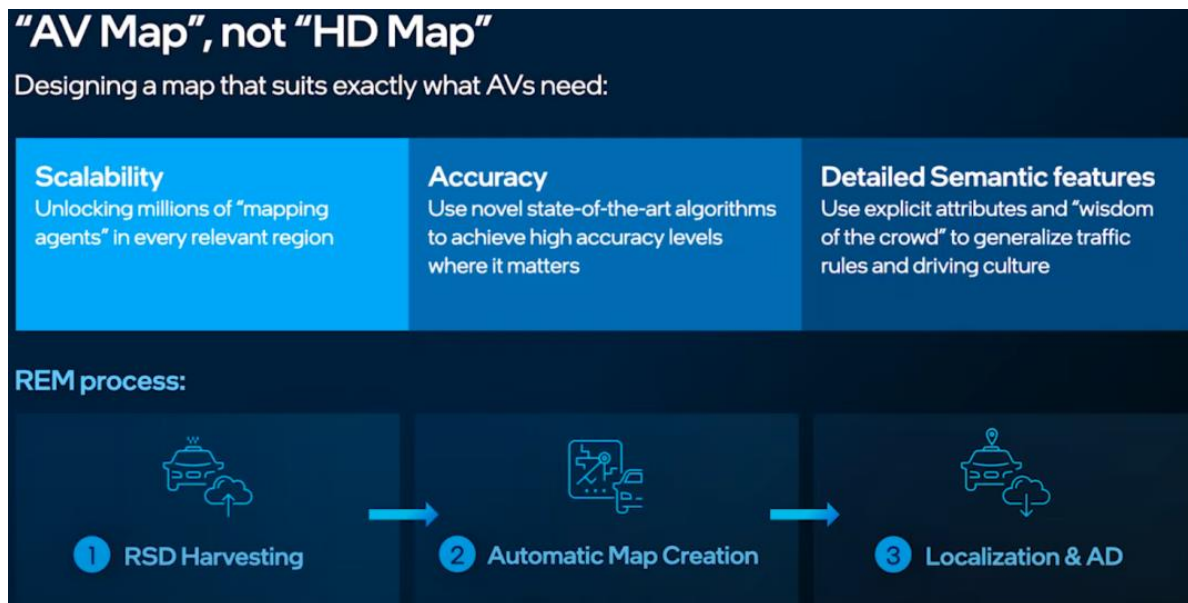 “AV Map”, not “HD Map”
Designing a map that suits exactly what AVs need:
Scalability
Unlocking millions of “mapping
agents” in every relevant region
Accuracy
Use novel state-of-the-art algorithms
to achieve high accuracy levels
where it matters
Detailed Semantic features
Use explicit attributes and “wisdom
of the crowd” to generalize traffic
rules and driving culture
REM process:
1 RSD Harvesting
2 Automatic Map Creation
3 Localization & AD